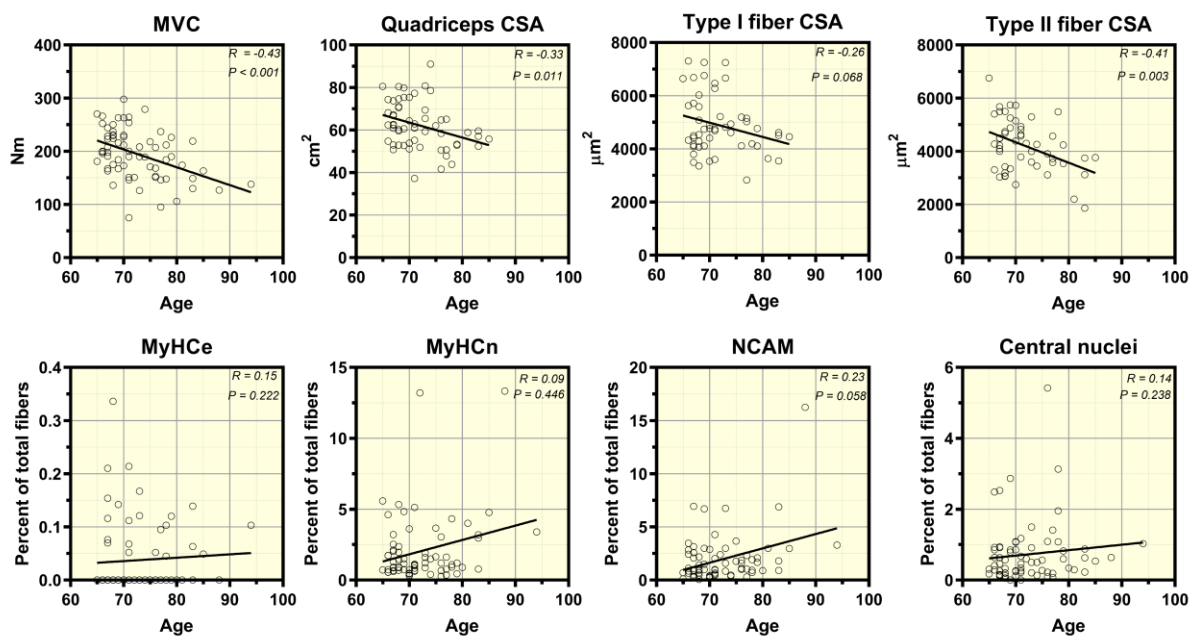 MVC
R = -0.43
P < 0.001
400
300
200
100
0
Nm
60 70 80 90 100
Age
Quadriceps CSA
R = -0.33
P = 0.011
100
80
60
40
20
0
cm²
60 70 80 90 100
Age
Type I fiber CSA
R = -0.26
P = 0.068
8000
6000
4000
2000
0
μm²
60 70 80 90 100
Age
Type II fiber CSA
R = -0.41
P = 0.003
8000
6000
4000
2000
0
μm²
60 70 80 90 100
Age
MyHCe
R = 0.15
P = 0.222
0.4
0.3
0.2
0.1
0.0
Percent of total fibers
60 70 80 90 100
Age
MyHCn
R = 0.09
P = 0.446
15
10
5
0
Percent of total fibers
60 70 80 90 100
Age
NCAM
R = 0.23
P = 0.058
20
15
10
5
0
Percent of total fibers
60 70 80 90 100
Age
Central nuclei
R = 0.14
P = 0.238
6
4
2
0
Percent of total fibers
60 70 80 90 100
Age